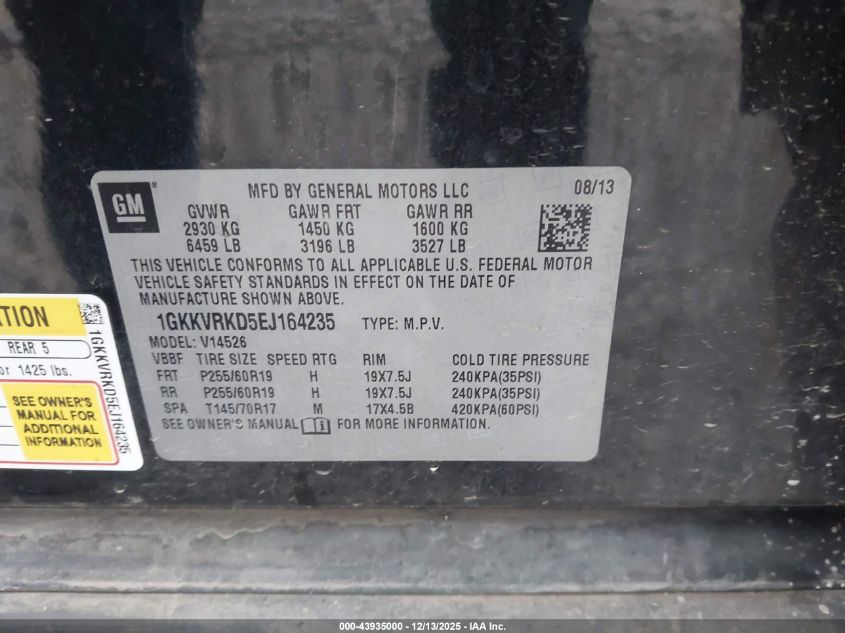 GM
MFD BY GENERAL MOTORS LLC 08/13
GVWR GAWR FRT GAWR RR
2930 KG 1450 KG 1600 KG
6459 LB 3196 LB 3527 LB
THIS VEHICLE CONFORMS TO ALL APPLICABLE U.S. FEDERAL MOTOR
VEHICLE SAFETY STANDARDS IN EFFECT ON THE DATE OF
MANUFACTURE SHOWN ABOVE.
1GKKVRKD5EJ164235 TYPE: M.P.V.
MODEL: V14526
VBBF TIRE SIZE SPEED RTG RIM COLD TIRE PRESSURE
FRT P255/60R19 H 19X7.5J 240KPA(35PSI)
RR P255/60R19 H 19X7.5J 240KPA(35PSI)
SPA T145/70R17 M 17X4.5B 420KPA(60PSI)
SEE OWNER'S MANUAL i FOR MORE INFORMATION.
REAR 5
1425 lbs.
SEE OWNER'S
MANUAL FOR
ADDITIONAL
INFORMATION
1GKKVRKD5EJ164235
000-43935000 - 12/13/2025 - IAA Inc.